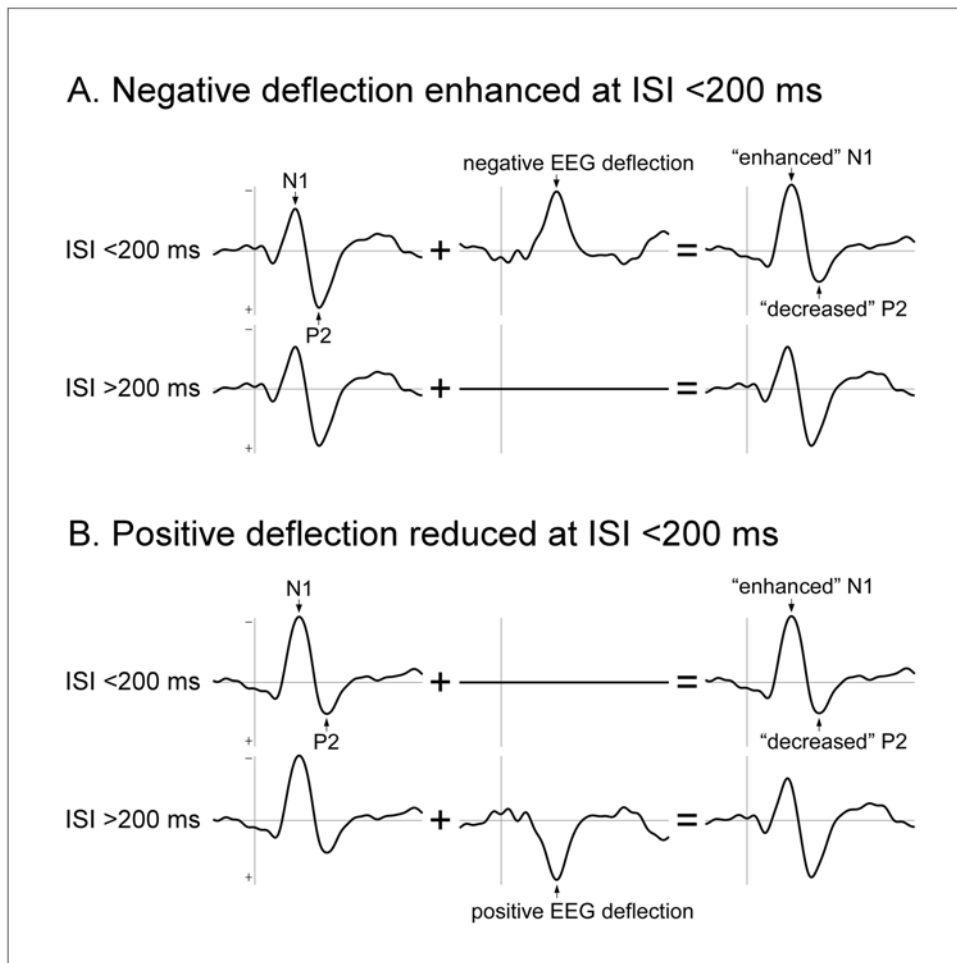 A. Negative deflection enhanced at ISI <200 ms
N1
negative EEG deflection
“enhanced” N1
−
ISI <200 ms
+
=
+
P2
“decreased” P2
−
ISI >200 ms
+
=
+
B. Positive deflection reduced at ISI <200 ms
N1
“enhanced” N1
−
ISI <200 ms
+
=
+
P2
“decreased” P2
−
ISI >200 ms
+
=
+
positive EEG deflection